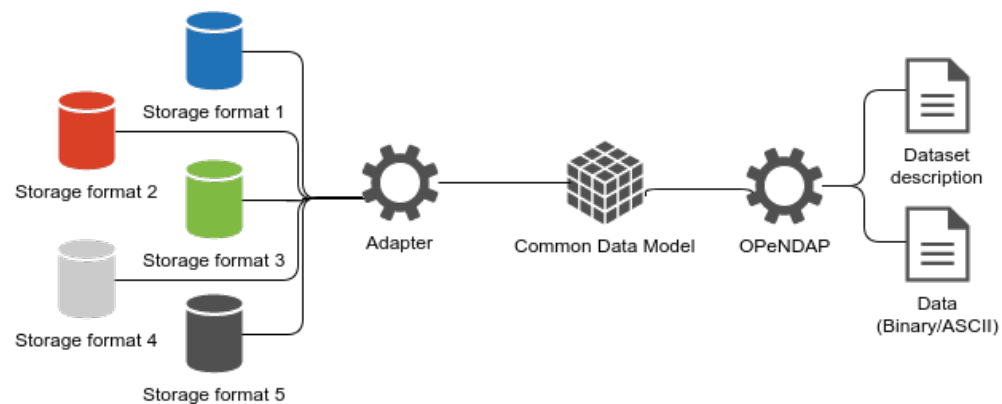 Storage format 1
Storage format 2
Storage format 3
Storage format 4
Storage format 5
Adapter
Common Data Model
OPeNDAP
Dataset
description
Data
(Binary/ASCII)